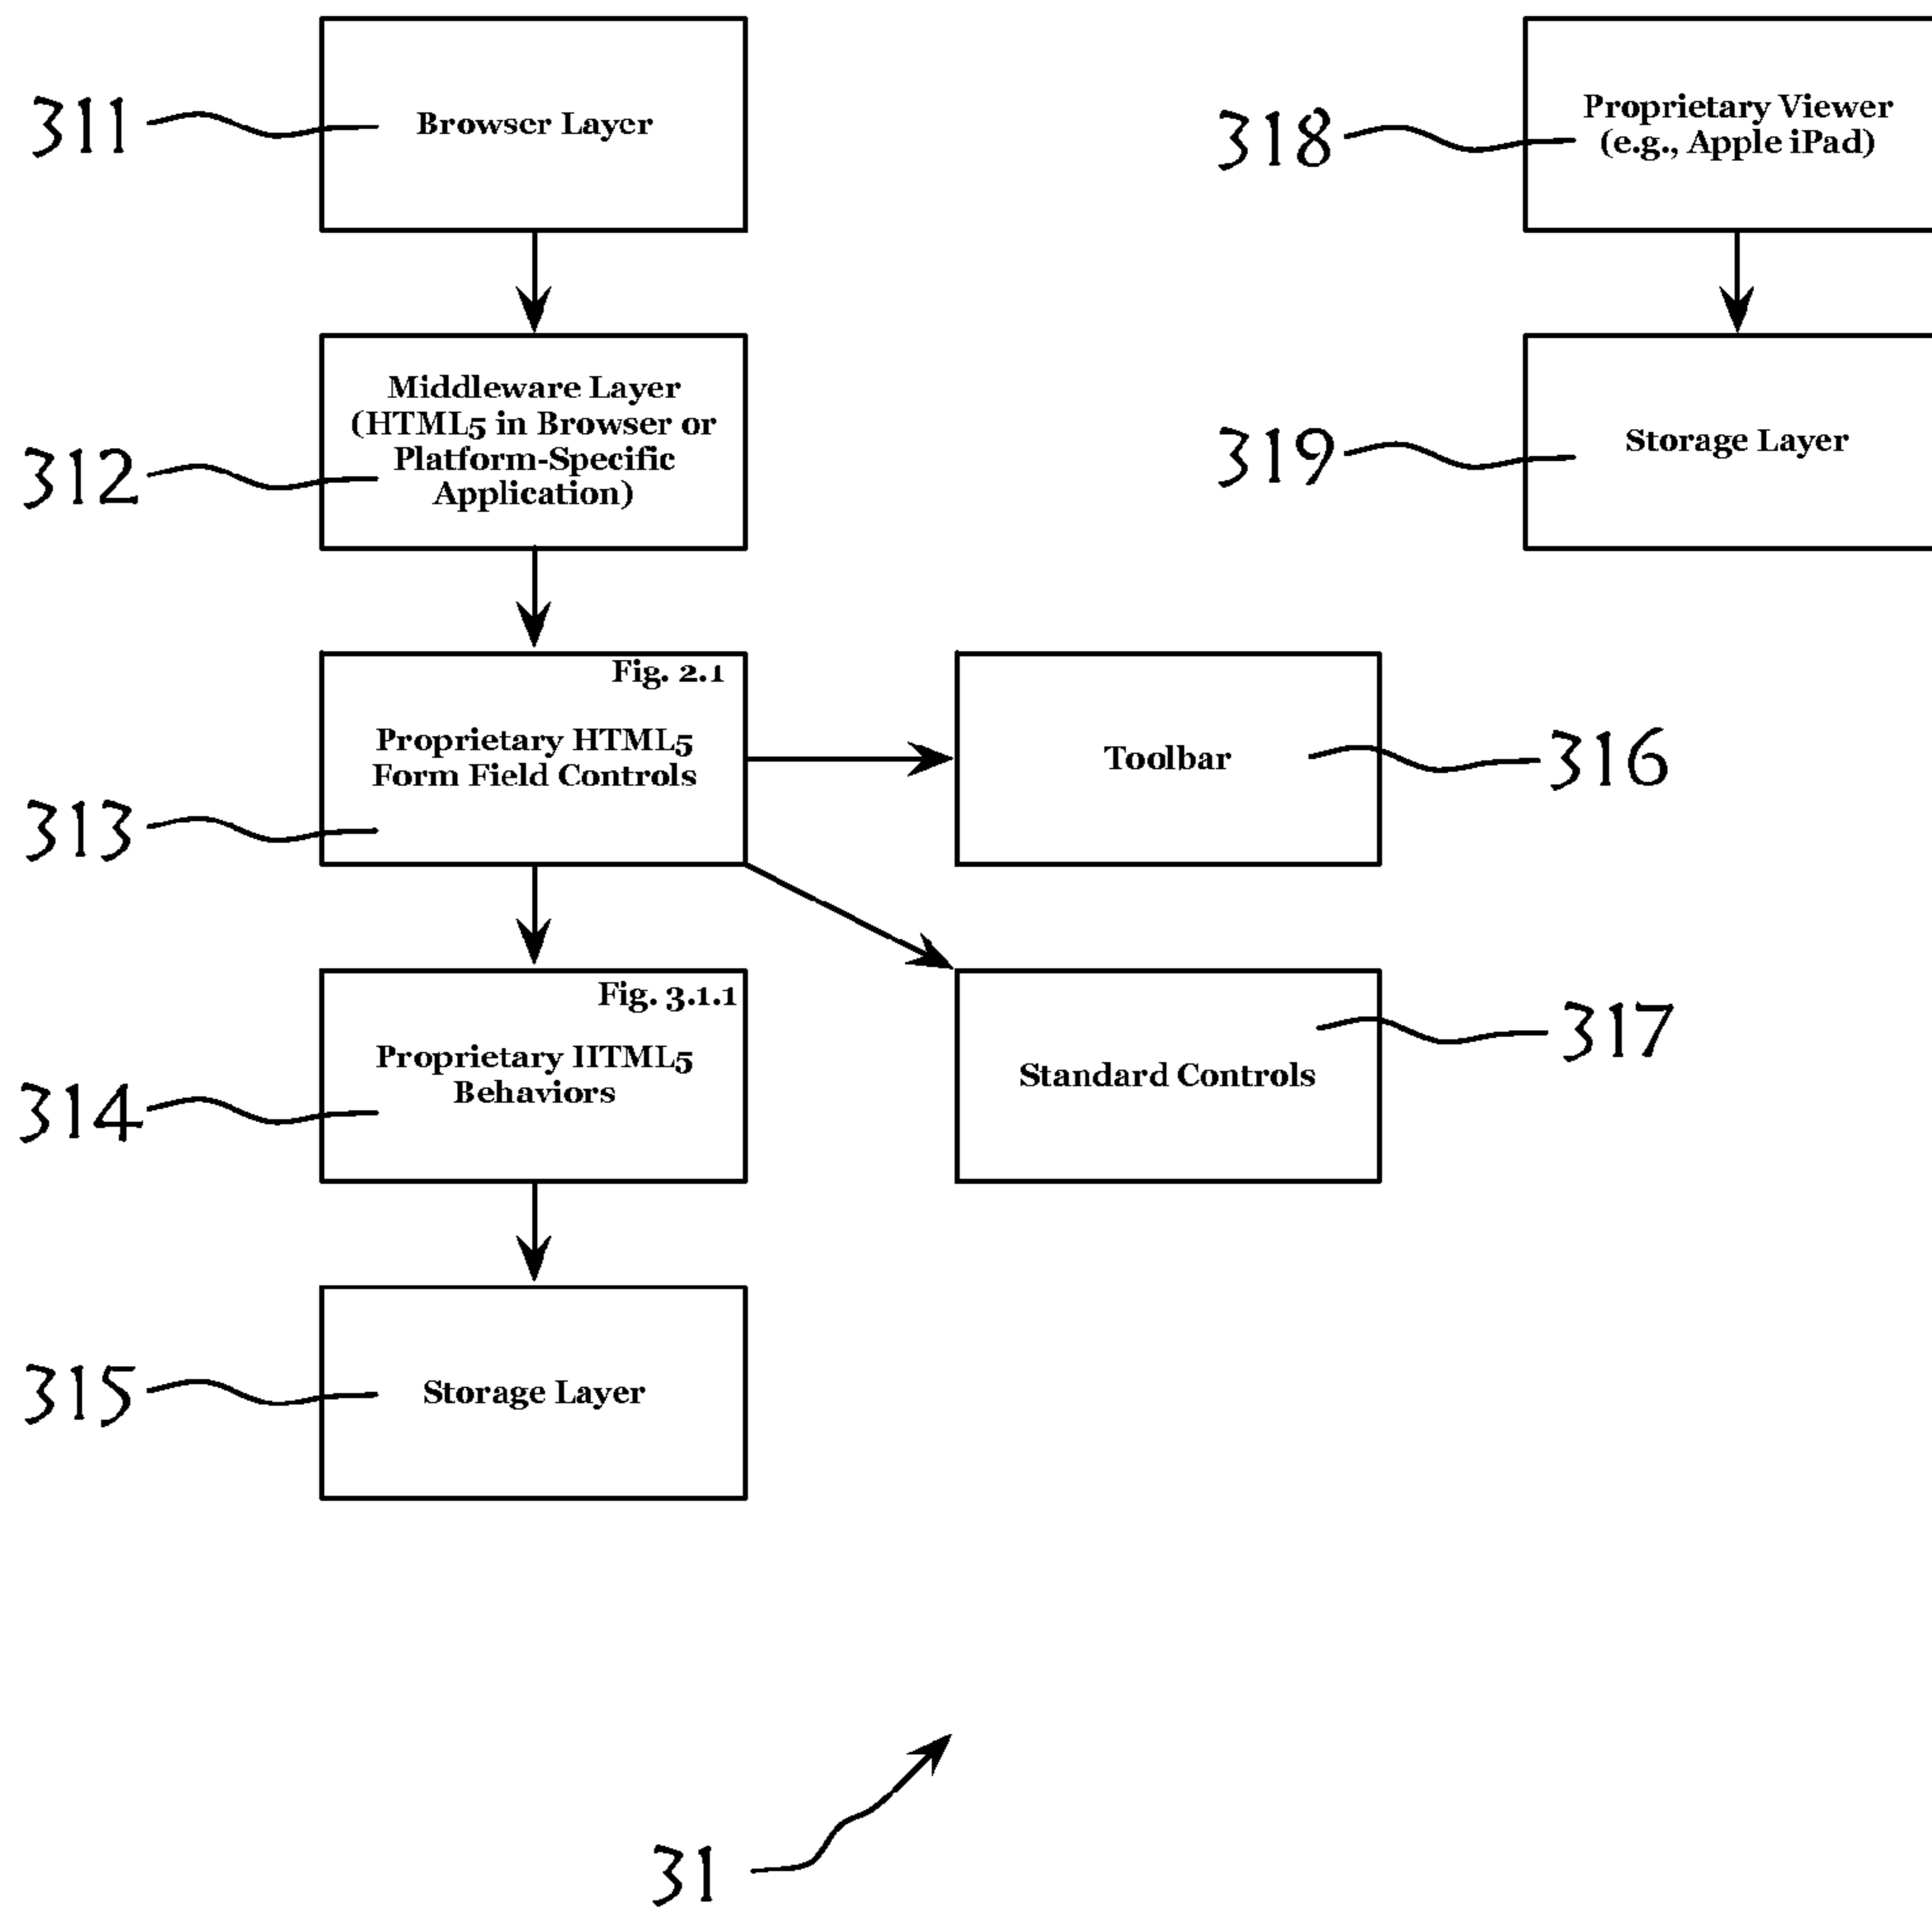 311
Browser Layer
318
Proprietary Viewer
(e.g., Apple iPad)
312
Middleware Layer
(HTML5 in Browser or
Platform-Specific
Application)
319
Storage Layer
313
Fig. 2.1
Proprietary HTML5
Form Field Controls
Toolbar
316
314
Fig. 3.1.1
Proprietary IITML5
Behaviors
Standard Controls
317
315
Storage Layer
31